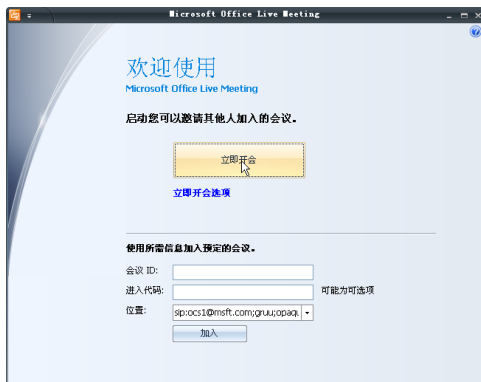 Microsoft Office Live Meeting
欢迎使用
Microsoft Office Live Meeting
启动您可以邀请其他人加入的会议。
立即开会
立即开会选项
使用所需信息加入预定的会议。
会议 ID:
进入代码: 可能为可选项
位置: sip:ocs1@msft.com;gruu;opaqu
加入